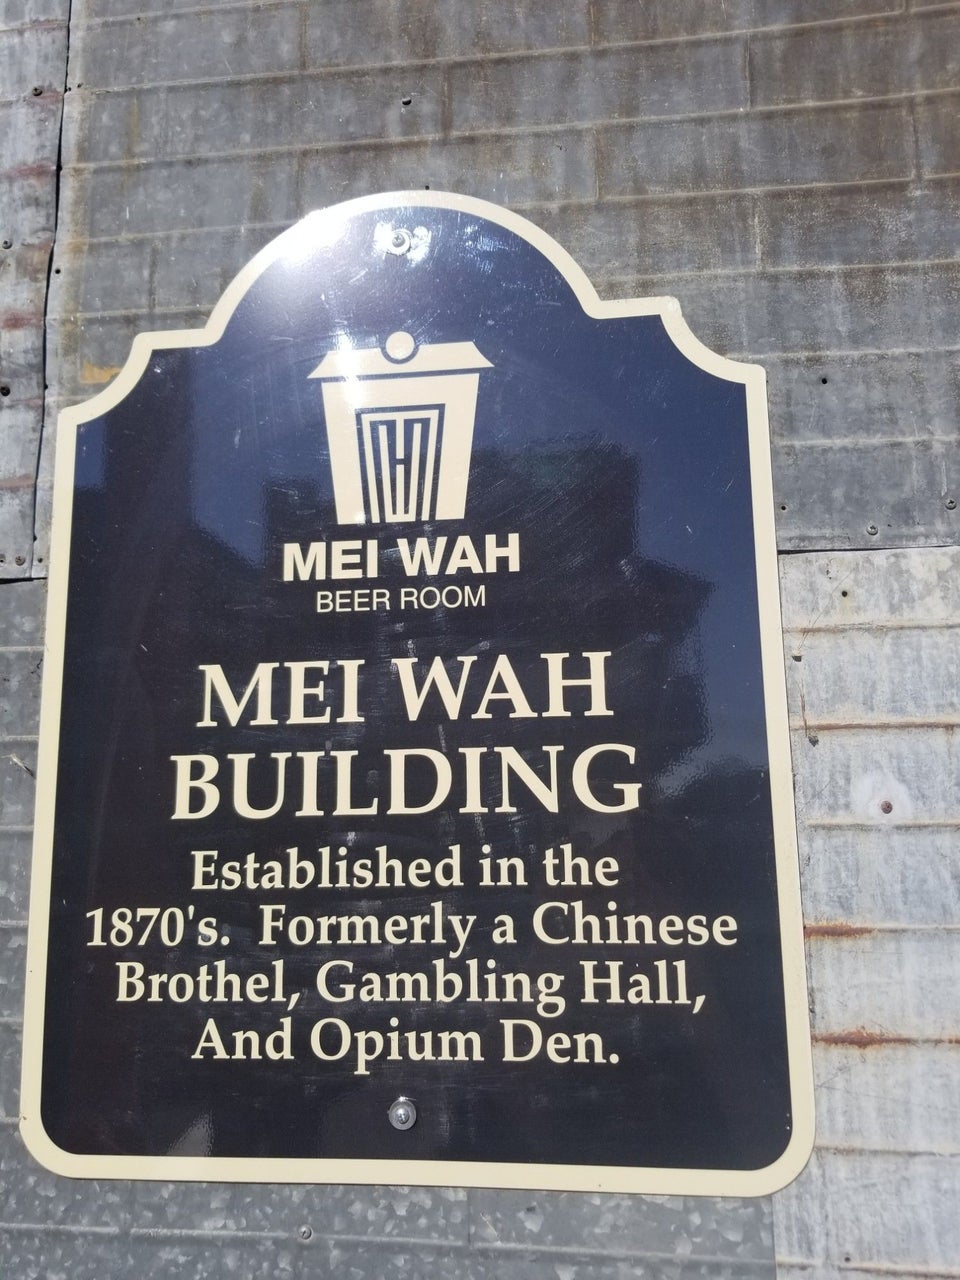 MEI WAH
BEER ROOM
MEI WAH
BUILDING
Established in the
1870's. Formerly a Chinese
Brothel, Gambling Hall,
And Opium Den.